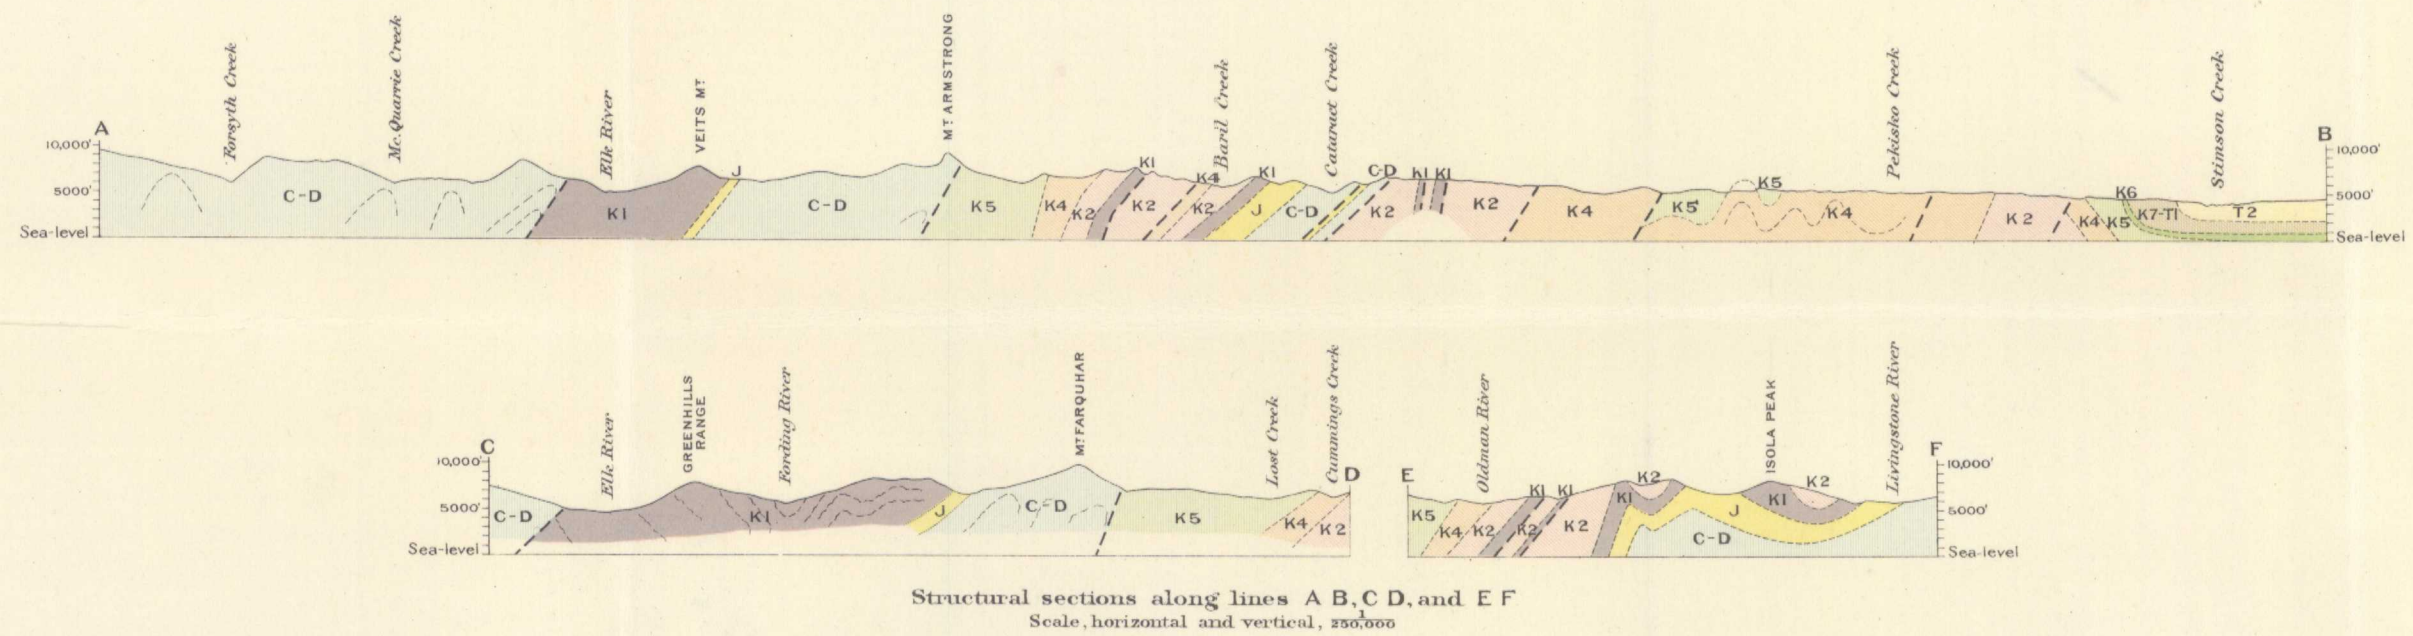 Forsyth Creek
Mc.Quarrie Creek
Elk River
VEITS MT
MT ARMSTRONG
Baril Creek
Cataract Creek
Pekisko Creek
Stimson Creek
A
B
10,000'
5000'
Sea-level
10,000'
5000'
Sea-level
C-D
K1
J
C-D
K5
K4
K2
K1
K2
K4
K2
K1
J
C-D
C-D
K2
K1
K1
K2
K4
K5
K5
K4
K2
K4
K5
K6
K7-T1
T2
Elk River
GREENHILLS
RANGE
Fording River
MT FARQUHAR
Lost Creek
Cummings Creek
C
D
10,000'
5000'
Sea-level
C-D
K1
J
C-D
K5
K4
K2
Oldman River
ISOLA PEAK
Livingstone River
E
F
10,000'
5000'
Sea-level
K5
K4
K2
K1
K2
K1
K2
K1
K2
J
C-D
K1
K2
Structural sections along lines A B, C D, and E F
Scale, horizontal and vertical, 1/250,000